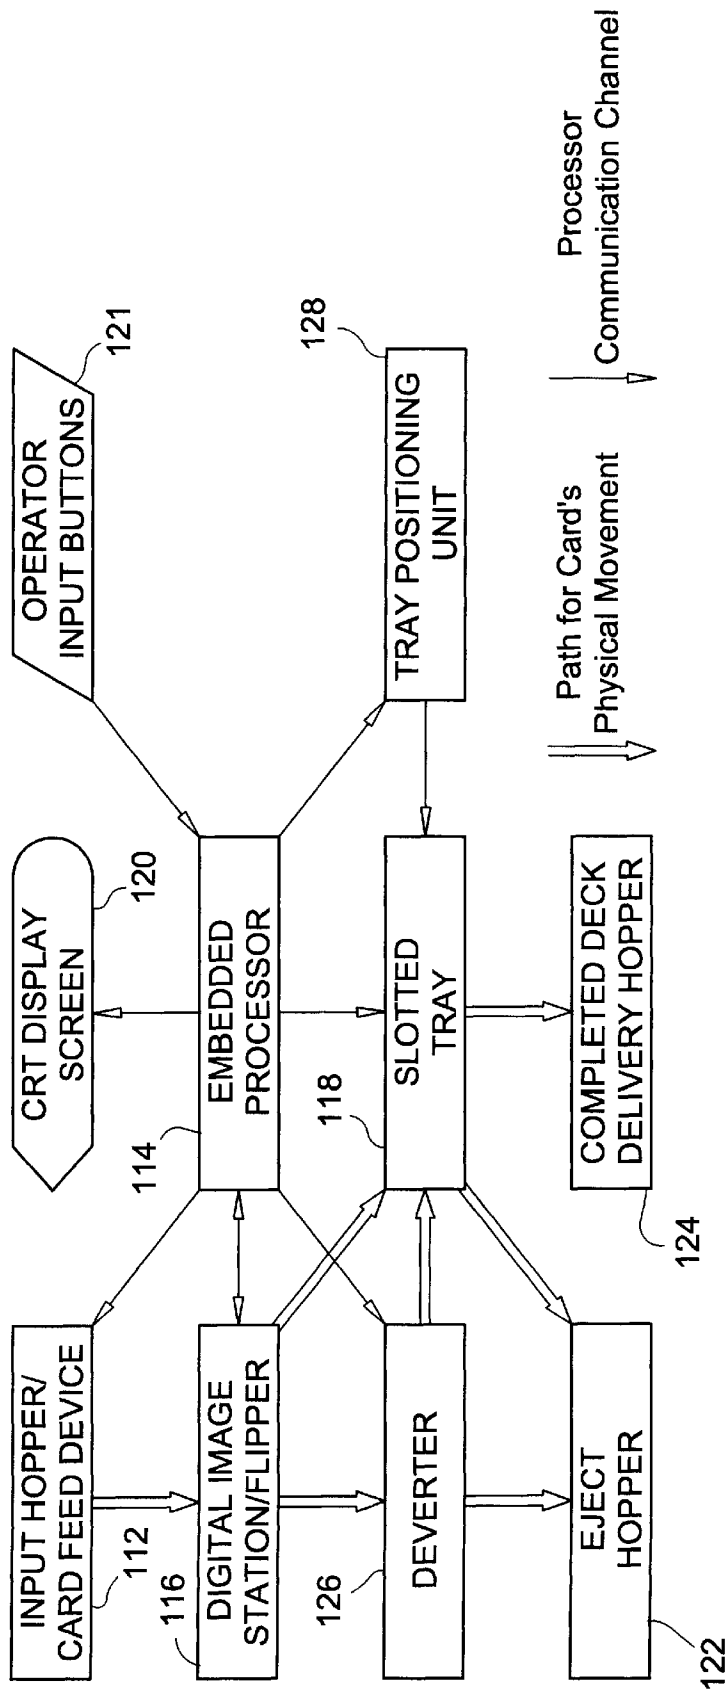 INPUT HOPPER/
CARD FEED DEVICE
112
CRT DISPLAY
SCREEN
120
OPERATOR
INPUT BUTTONS
121
DIGITAL IMAGE
STATION/FLIPPER
116
EMBEDDED
PROCESSOR
114
DEVERTER
126
SLOTTED
TRAY
118
TRAY POSITIONING
UNIT
128
EJECT
HOPPER
122
COMPLETED DECK
DELIVERY HOPPER
124
Path for Card's
Physical Movement
Processor
Communication Channel